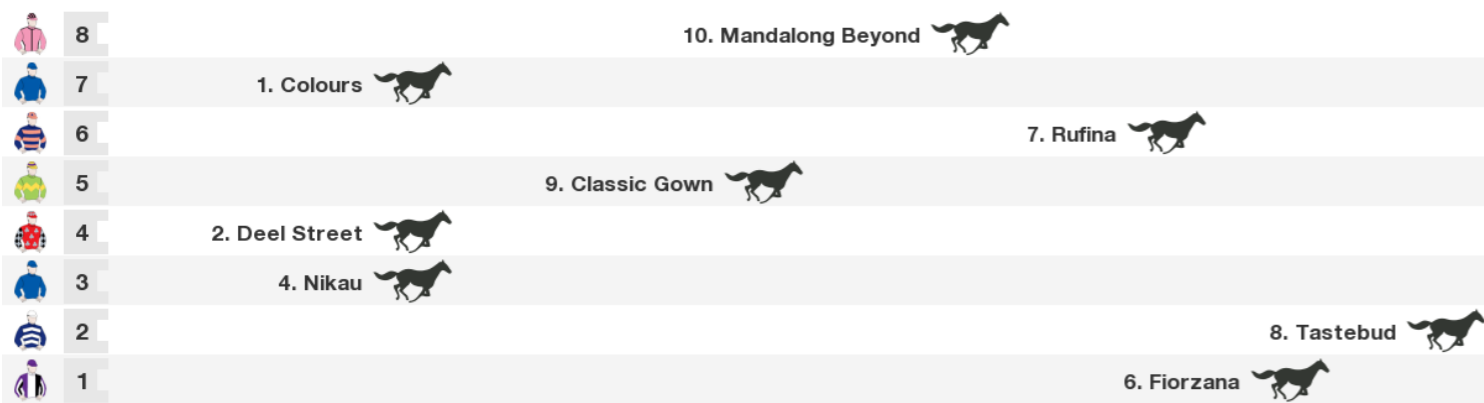 8 10. Mandalong Beyond
7 1. Colours
6 7. Rufina
5 9. Classic Gown
4 2. Deel Street
3 4. Nikau
2 8. Tastebud
1 6. Fiorzana